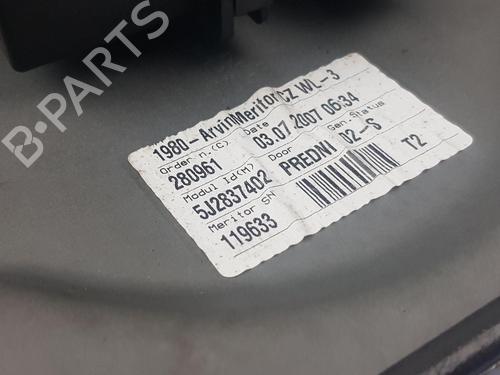 B-PARTS
1980-ArvinMeritor CZ WL-3
Order n.(C) Date
280961 03.07.2007 06:34
Modul Id(M) Door Gen.Status
5J2837402 PREDNI 02-S
Meritor SN T2
119633